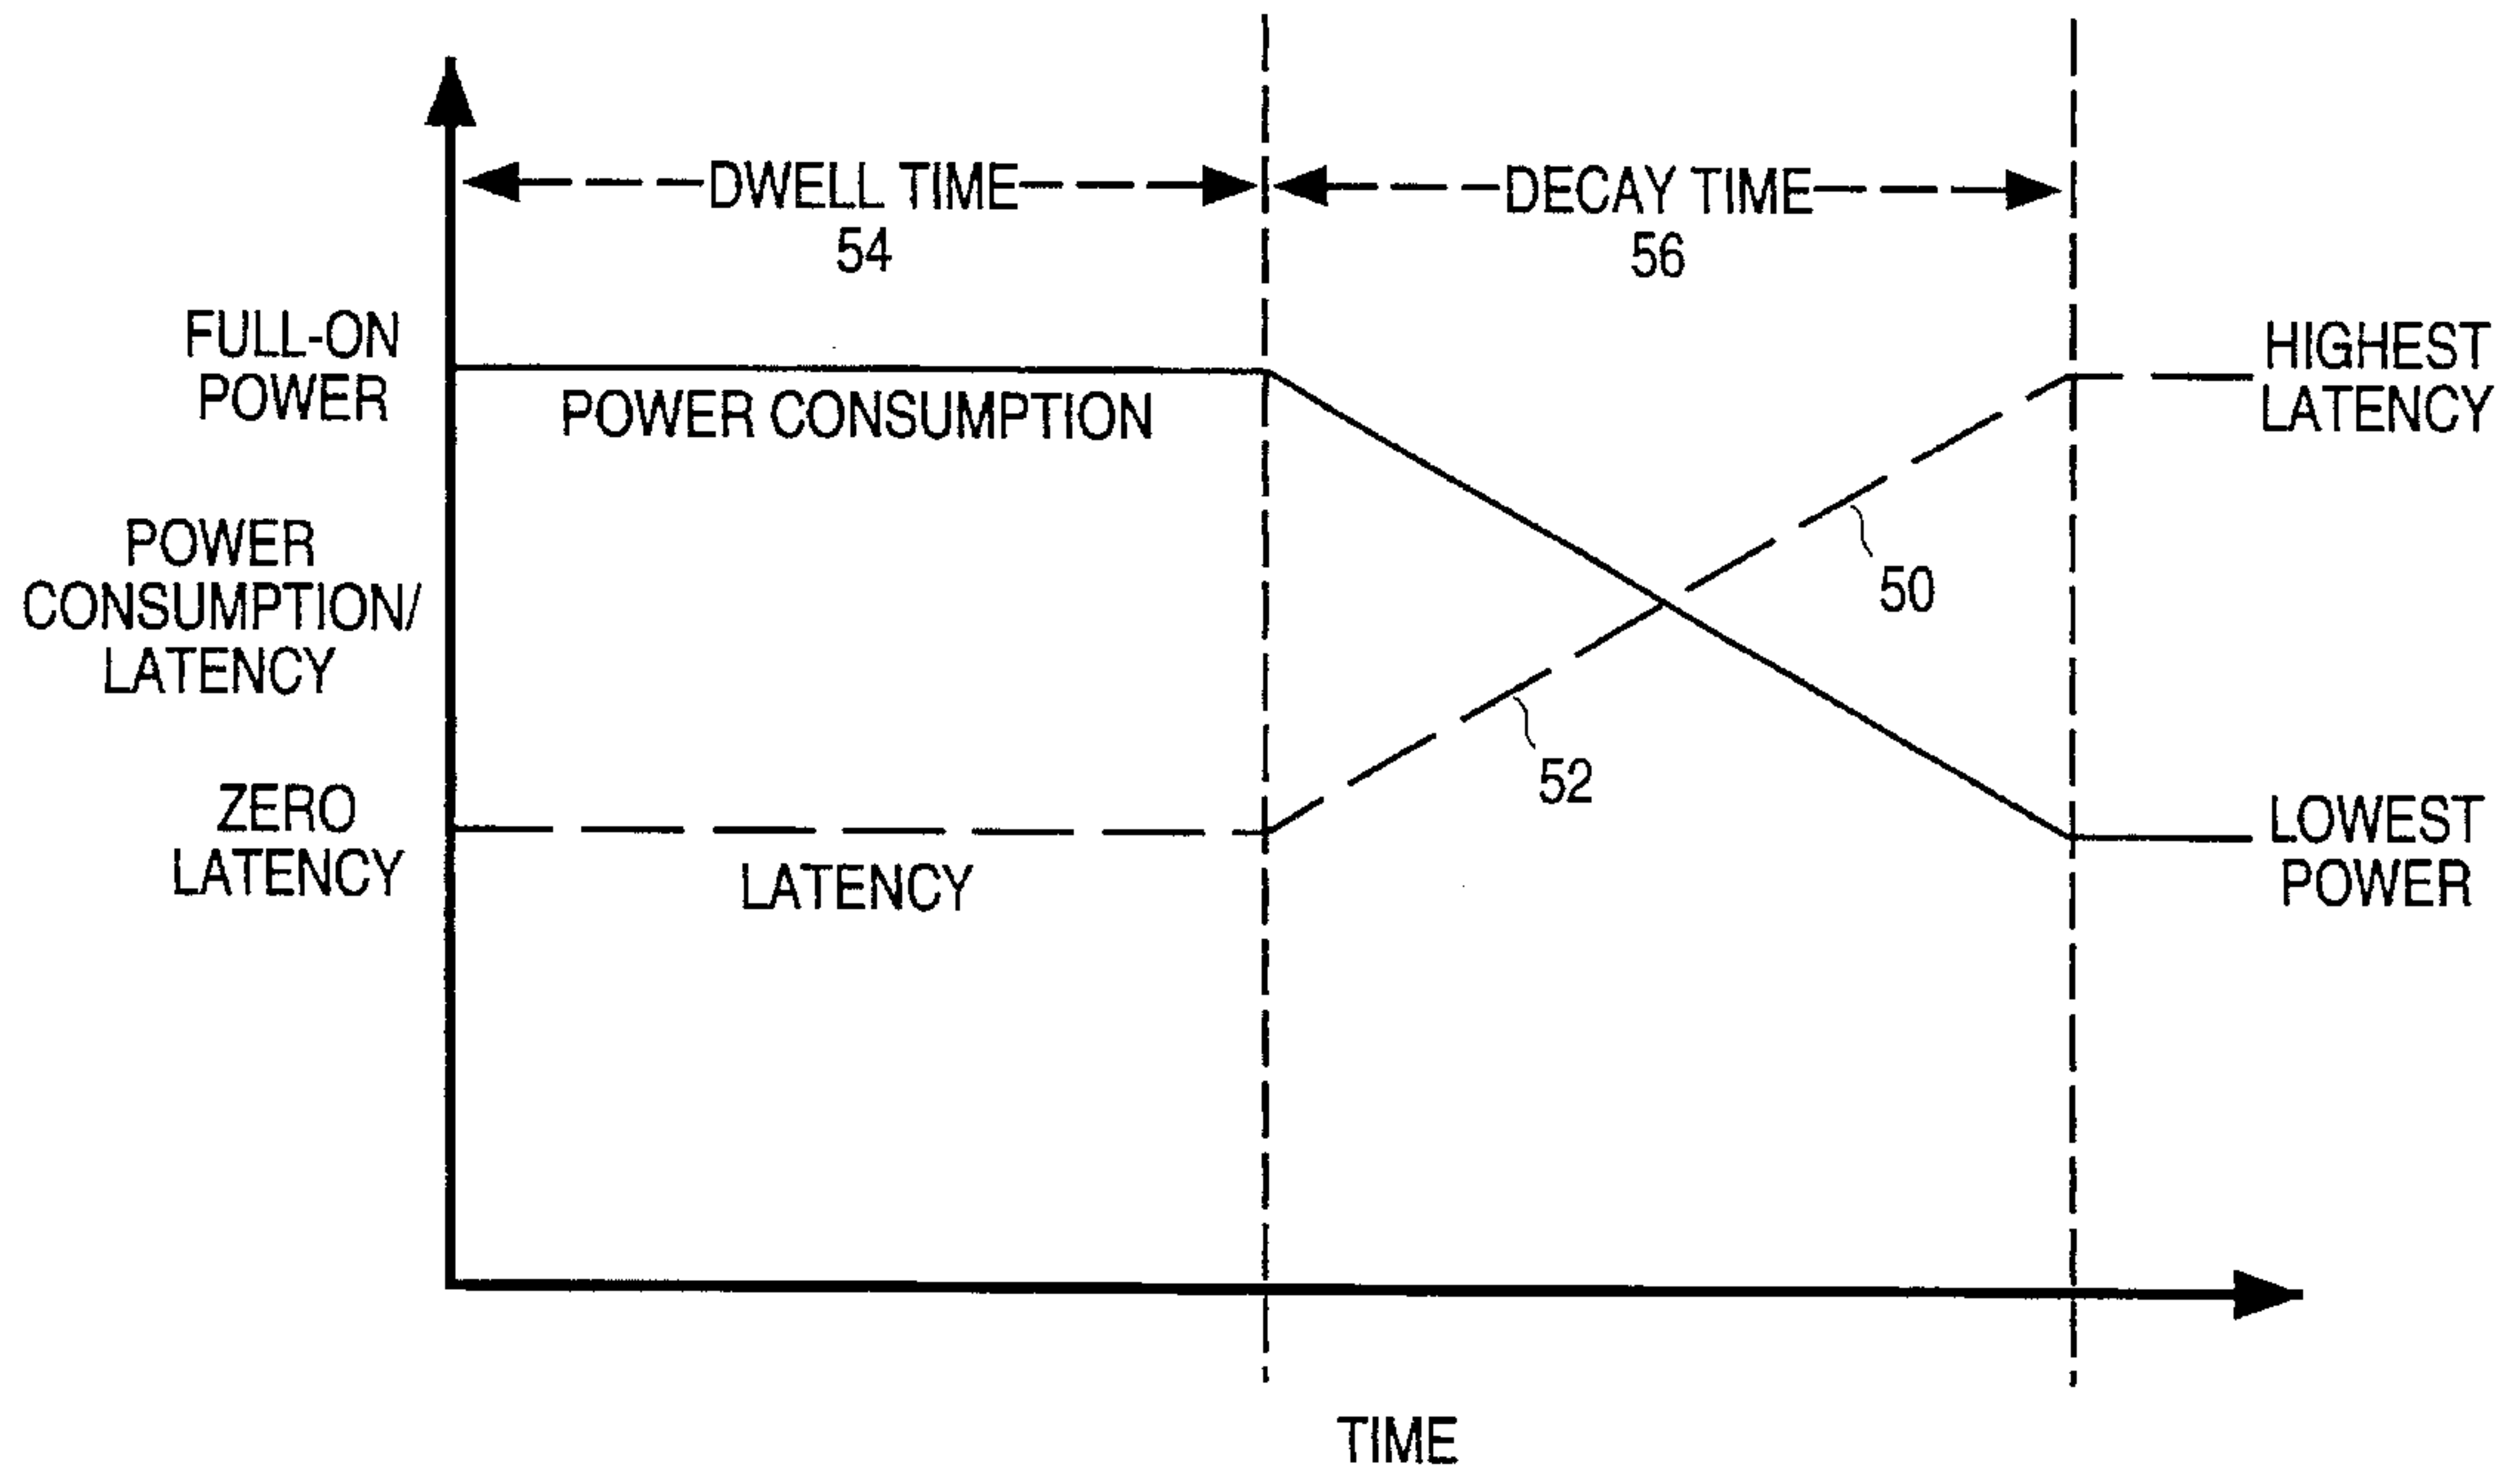 DWELL TIME
54
DECAY TIME
56
FULL-ON
POWER
HIGHEST
LATENCY
POWER CONSUMPTION
POWER
CONSUMPTION/
LATENCY
50
52
ZERO
LATENCY
LATENCY
LOWEST
POWER
TIME